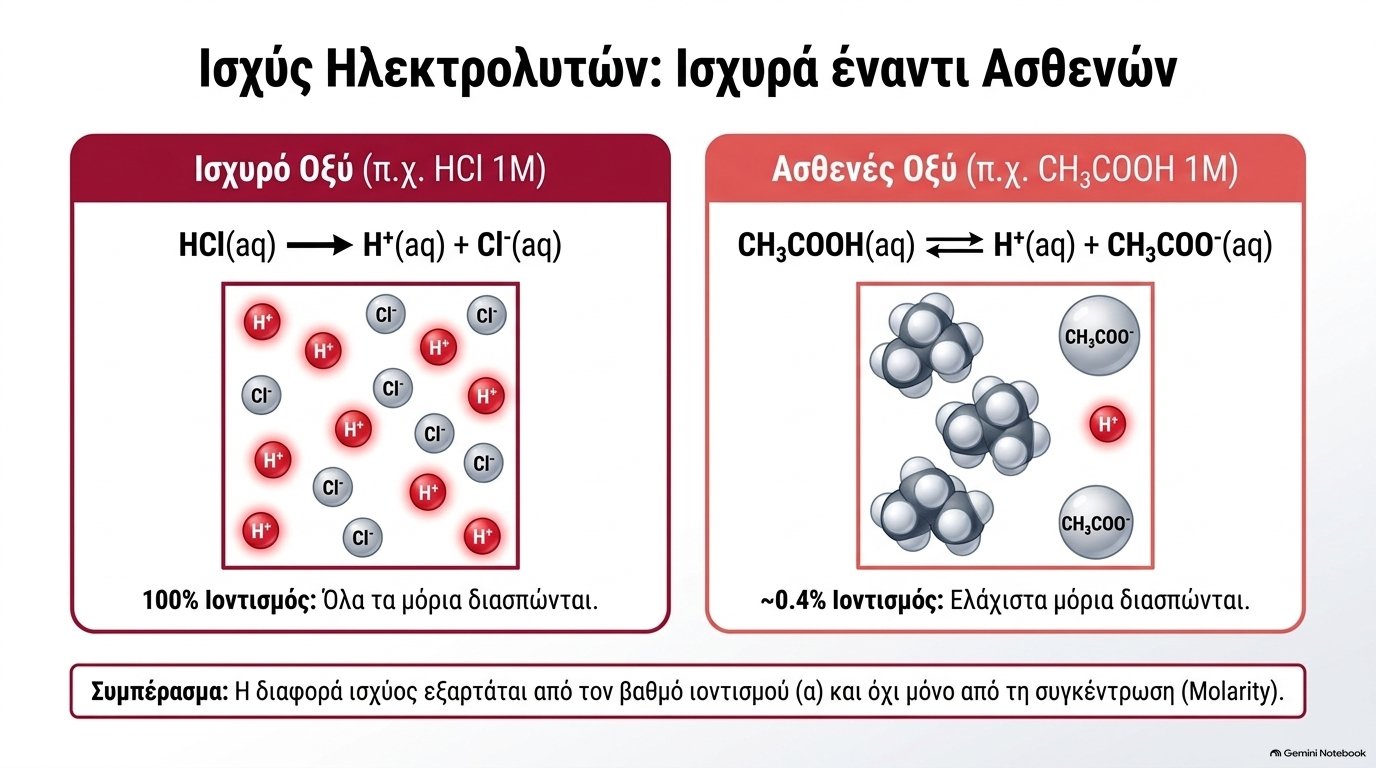 Ισχύς Ηλεκτρολυτών: Ισχυρά έναντι Ασθενών
Ισχυρό Οξύ (π.χ. HCl 1M)
HCl(aq) ⟶ H⁺(aq) + Cl⁻(aq)
H⁺
Cl⁻
Cl⁻
H⁺
H⁺
Cl⁻
Cl⁻
H⁺
H⁺
Cl⁻
H⁺
Cl⁻
Cl⁻
H⁺
H⁺
Cl⁻
H⁺
100% Ιοντισμός: Όλα τα μόρια διασπώνται.
Ασθενές Οξύ (π.χ. CH₃COOH 1M)
CH₃COOH(aq) ⇌ H⁺(aq) + CH₃COO⁻(aq)
CH₃COO⁻
H⁺
CH₃COO⁻
~0.4% Ιοντισμός: Ελάχιστα μόρια διασπώνται.
Συμπέρασμα: Η διαφορά ισχύος εξαρτάται από τον βαθμό ιοντισμού (α) και όχι μόνο από τη συγκέντρωση (Molarity).
Gemini Notebook